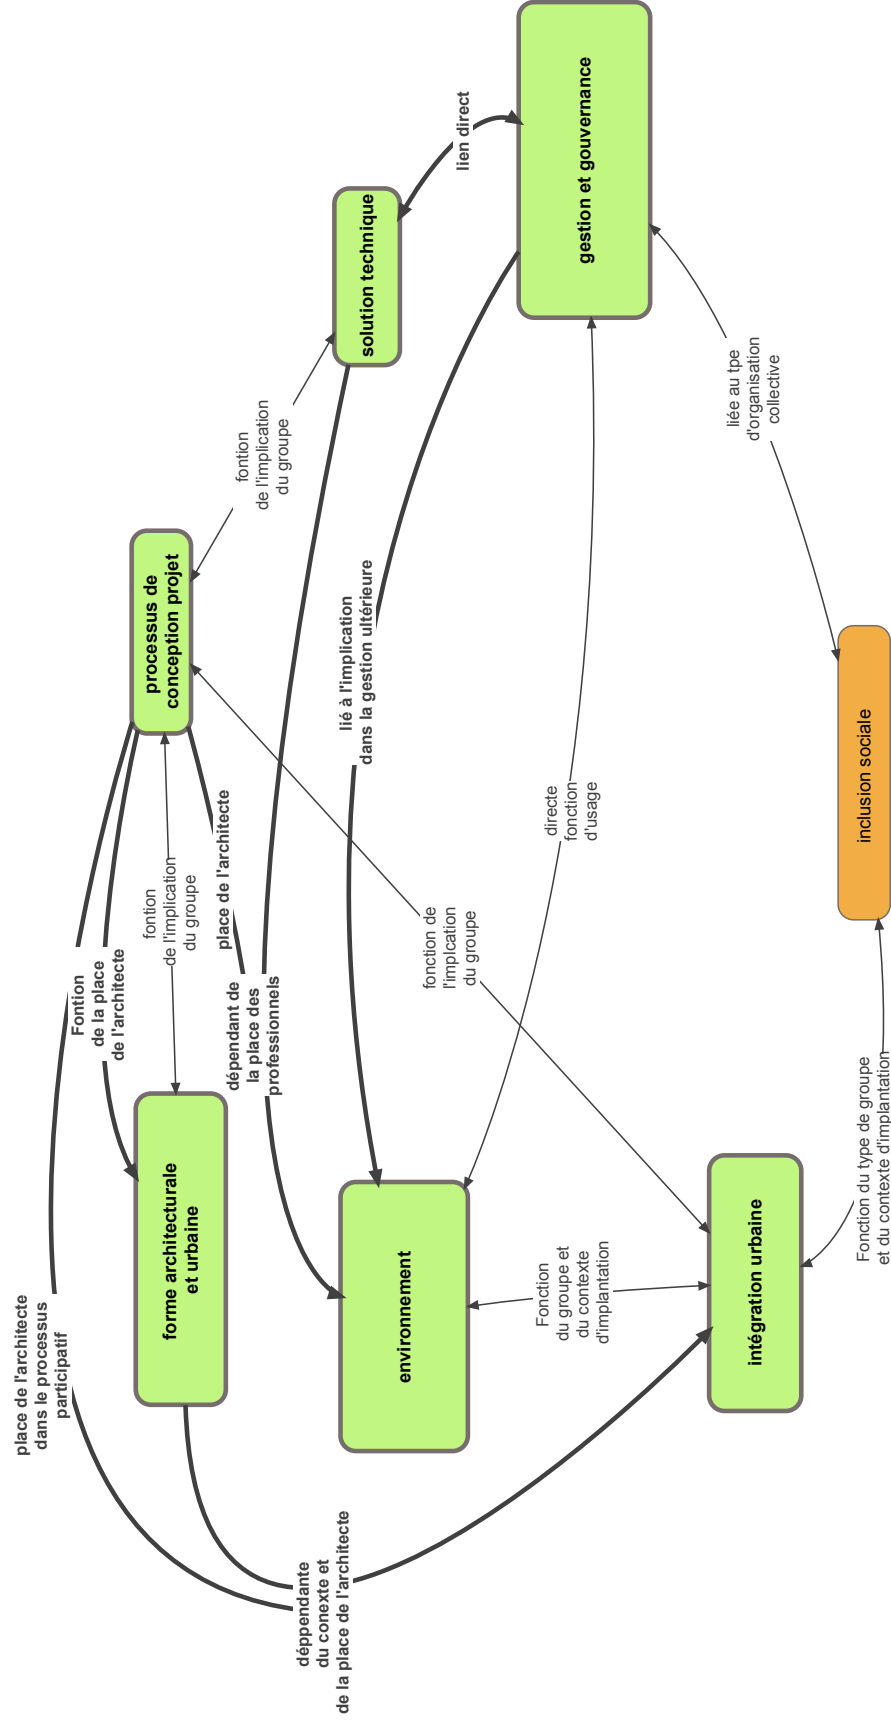 place de l'architecte
dans le processus
participatif
Fontion
de la place
de l'architecte
fontion
de l'implication
du groupe
place de l'architecte
processus de
conception projet
forme architecturale
et urbaine
dépendant de
la place des
professionnels
fontion
de l'implication
du groupe
solution technique
lien direct
déppendante
du conexte et
de la place de l'architecte
environnement
lié à l'implication
dans la gestion ultérieure
fonction de
l'implcation
du groupe
gestion et gouvernance
Fonction
du groupe et
du contexte
d'implantation
directe
fonction
d'usage
intégration urbaine
liée au tpe
d'organisation
collective
inclusion sociale
Fonction du type de groupe
et du contexte d'implantation